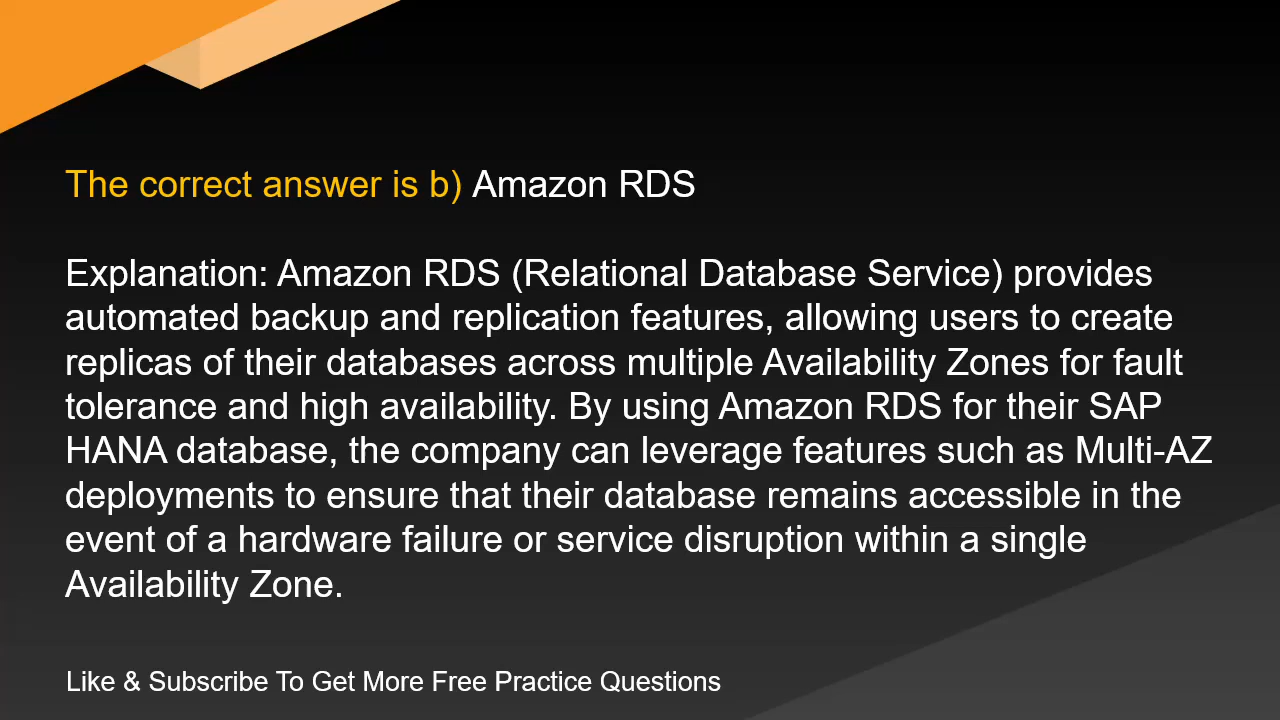 The correct answer is b) Amazon RDS
Explanation: Amazon RDS (Relational Database Service) provides
automated backup and replication features, allowing users to create
replicas of their databases across multiple Availability Zones for fault
tolerance and high availability. By using Amazon RDS for their SAP
HANA database, the company can leverage features such as Multi-AZ
deployments to ensure that their database remains accessible in the
event of a hardware failure or service disruption within a single
Availability Zone.
Like & Subscribe To Get More Free Practice Questions